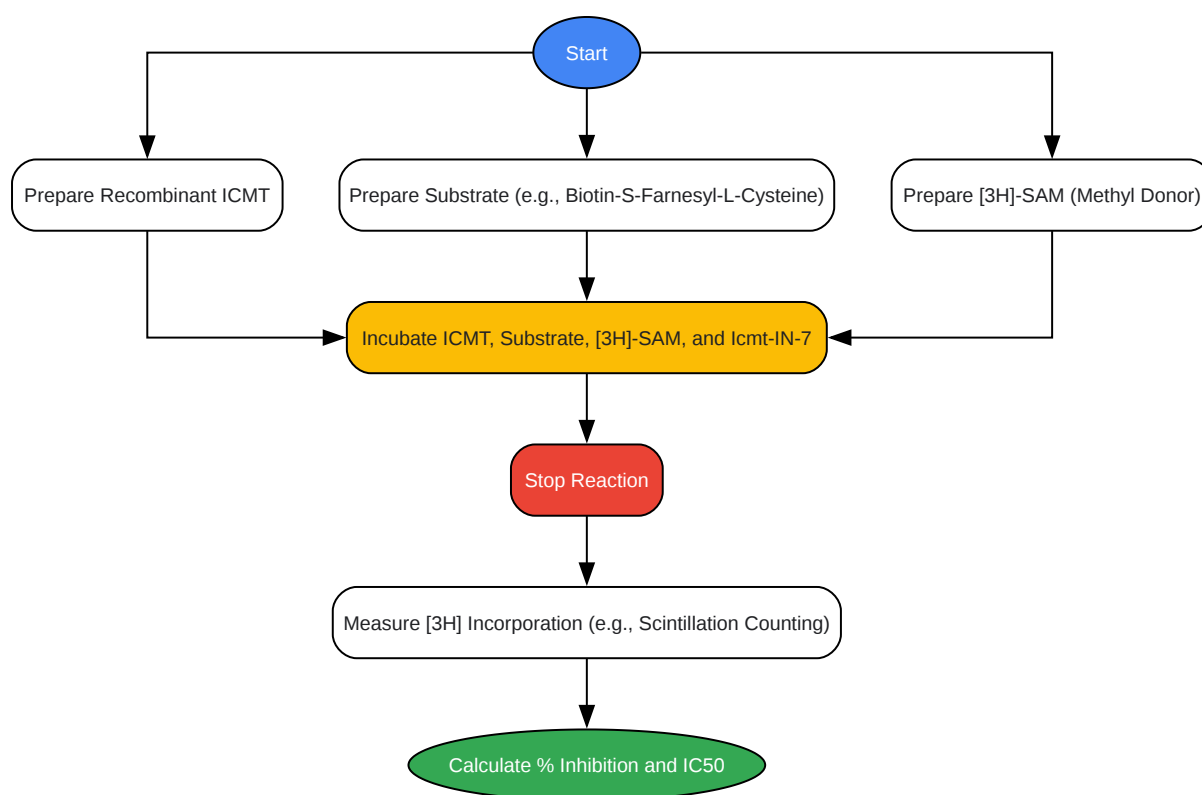 Start
Prepare Recombinant ICMT
Prepare Substrate (e.g., Biotin-S-Farnesyl-L-Cysteine)
Prepare [3H]-SAM (Methyl Donor)
Incubate ICMT, Substrate, [3H]-SAM, and Icmt-IN-7
Stop Reaction
Measure [3H] Incorporation (e.g., Scintillation Counting)
Calculate % Inhibition and IC50